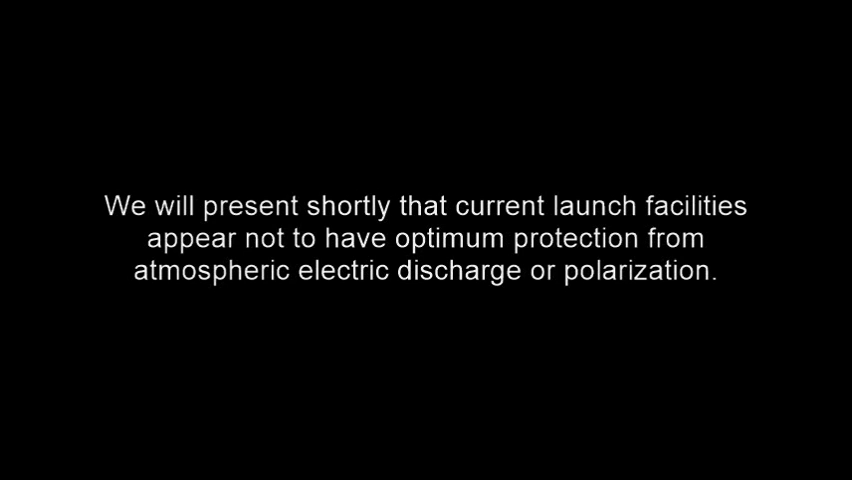 We will present shortly that current launch facilities
appear not to have optimum protection from
atmospheric electric discharge or polarization.